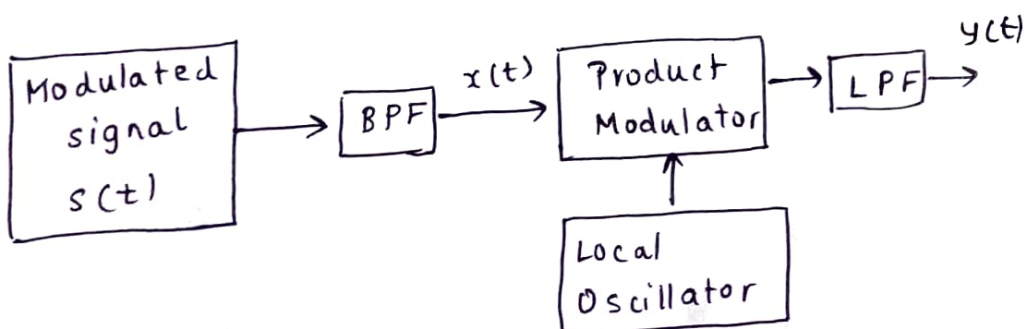 Modulated
signal
s(t)
BPF
x(t)
Product
Modulator
LPF
y(t)
Local
Oscillator